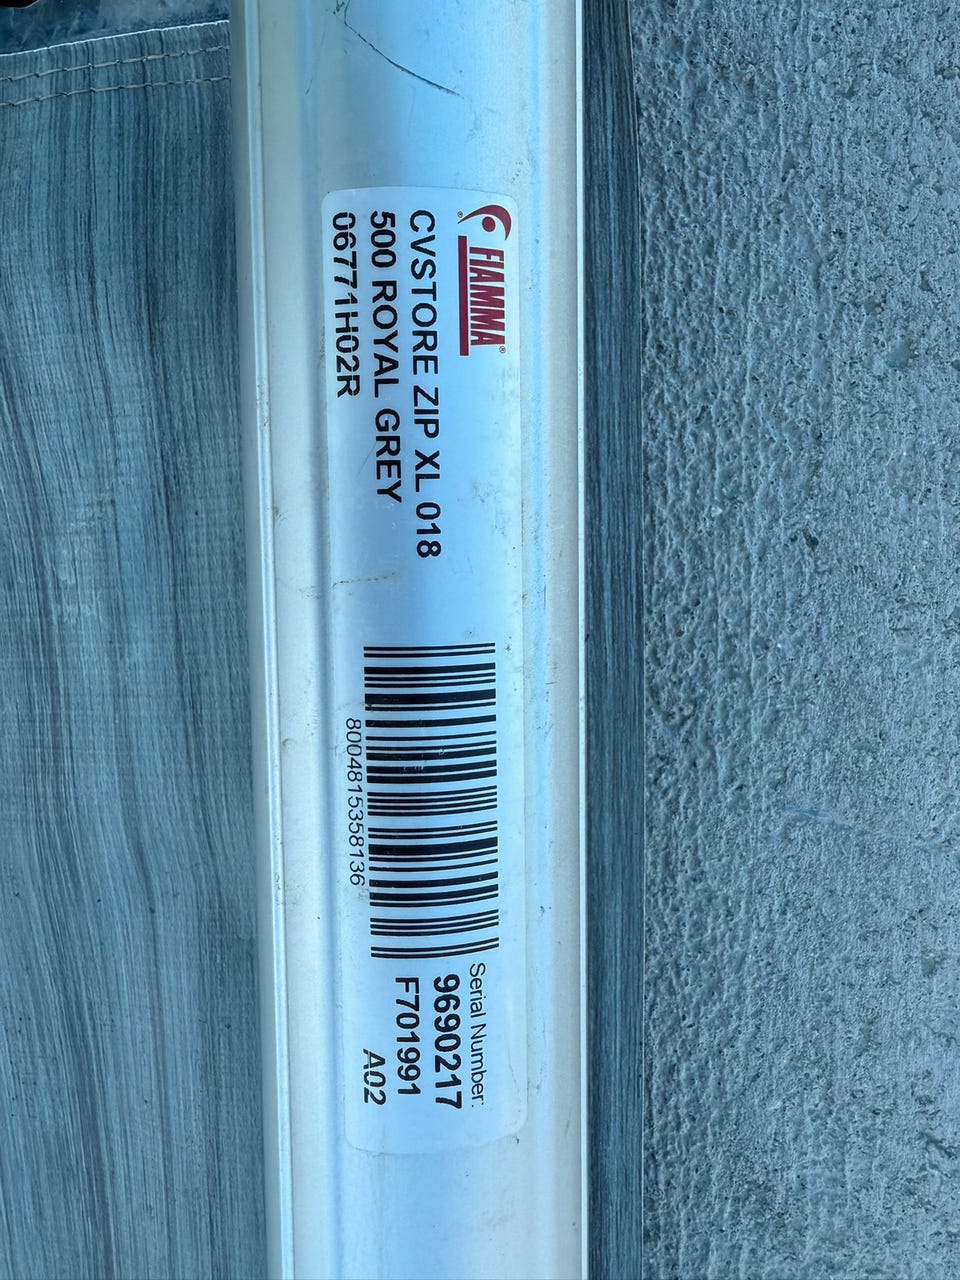 FIAMMA®
CVSTORE ZIP XL 018
500 ROYAL GREY
06771H02R
8004815358136
Serial Number:
9690217
F701991
A02